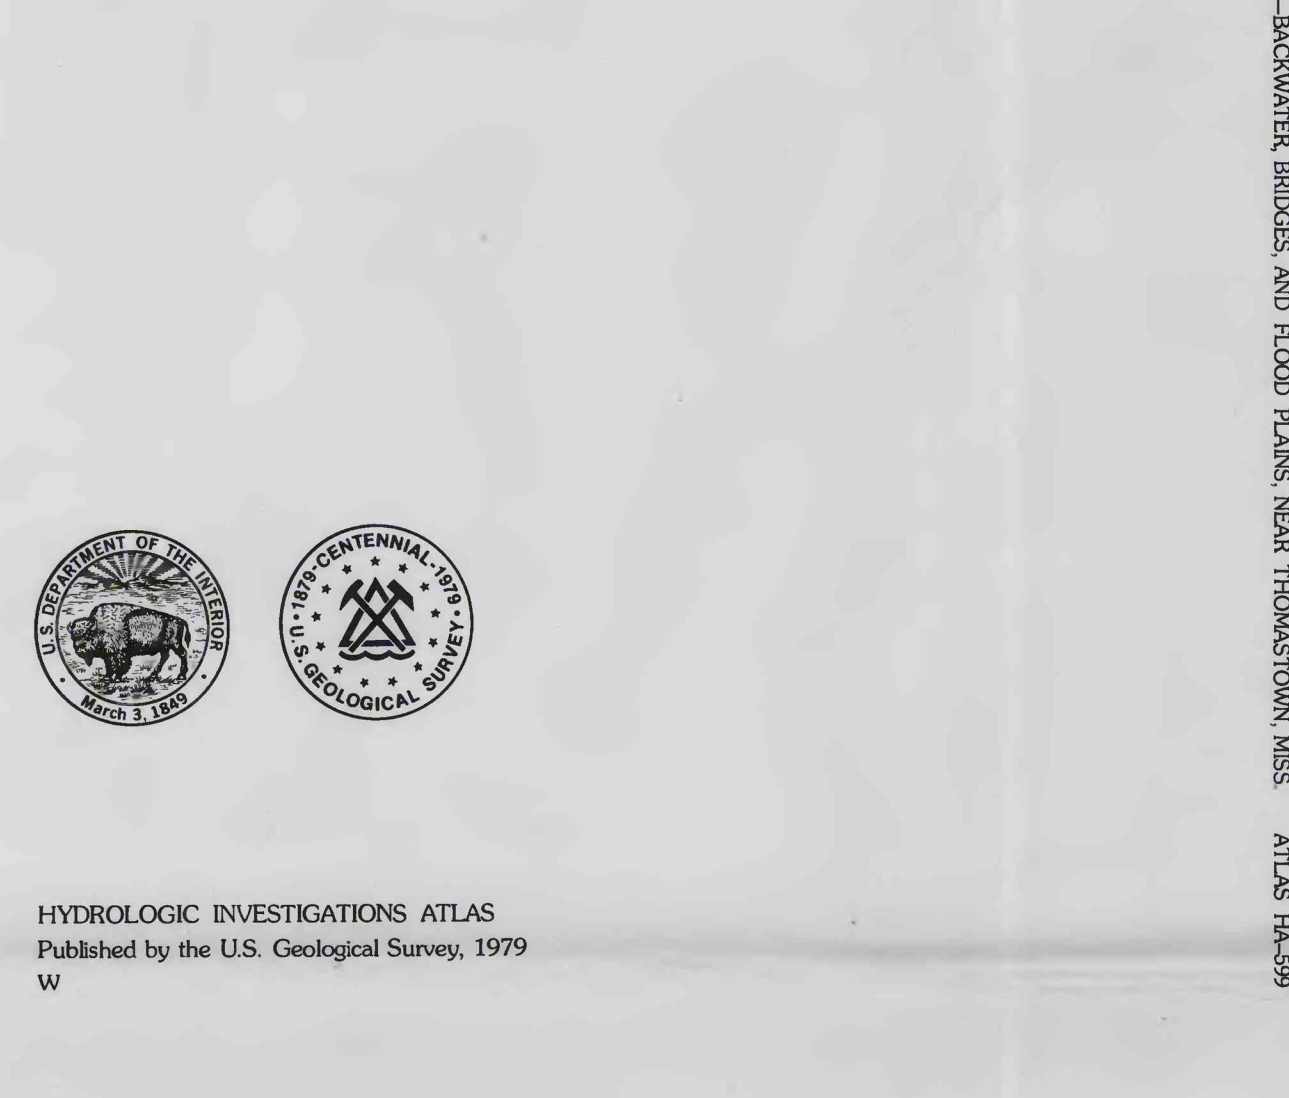 U.S. DEPARTMENT OF THE INTERIOR
March 3, 1849
1879-CENTENNIAL-1979
U.S. GEOLOGICAL SURVEY
HYDROLOGIC INVESTIGATIONS ATLAS
Published by the U.S. Geological Survey, 1979
W
—BACKWATER, BRIDGES, AND FLOOD PLAINS, NEAR THOMASTOWN, MISS. ATLAS HA–599